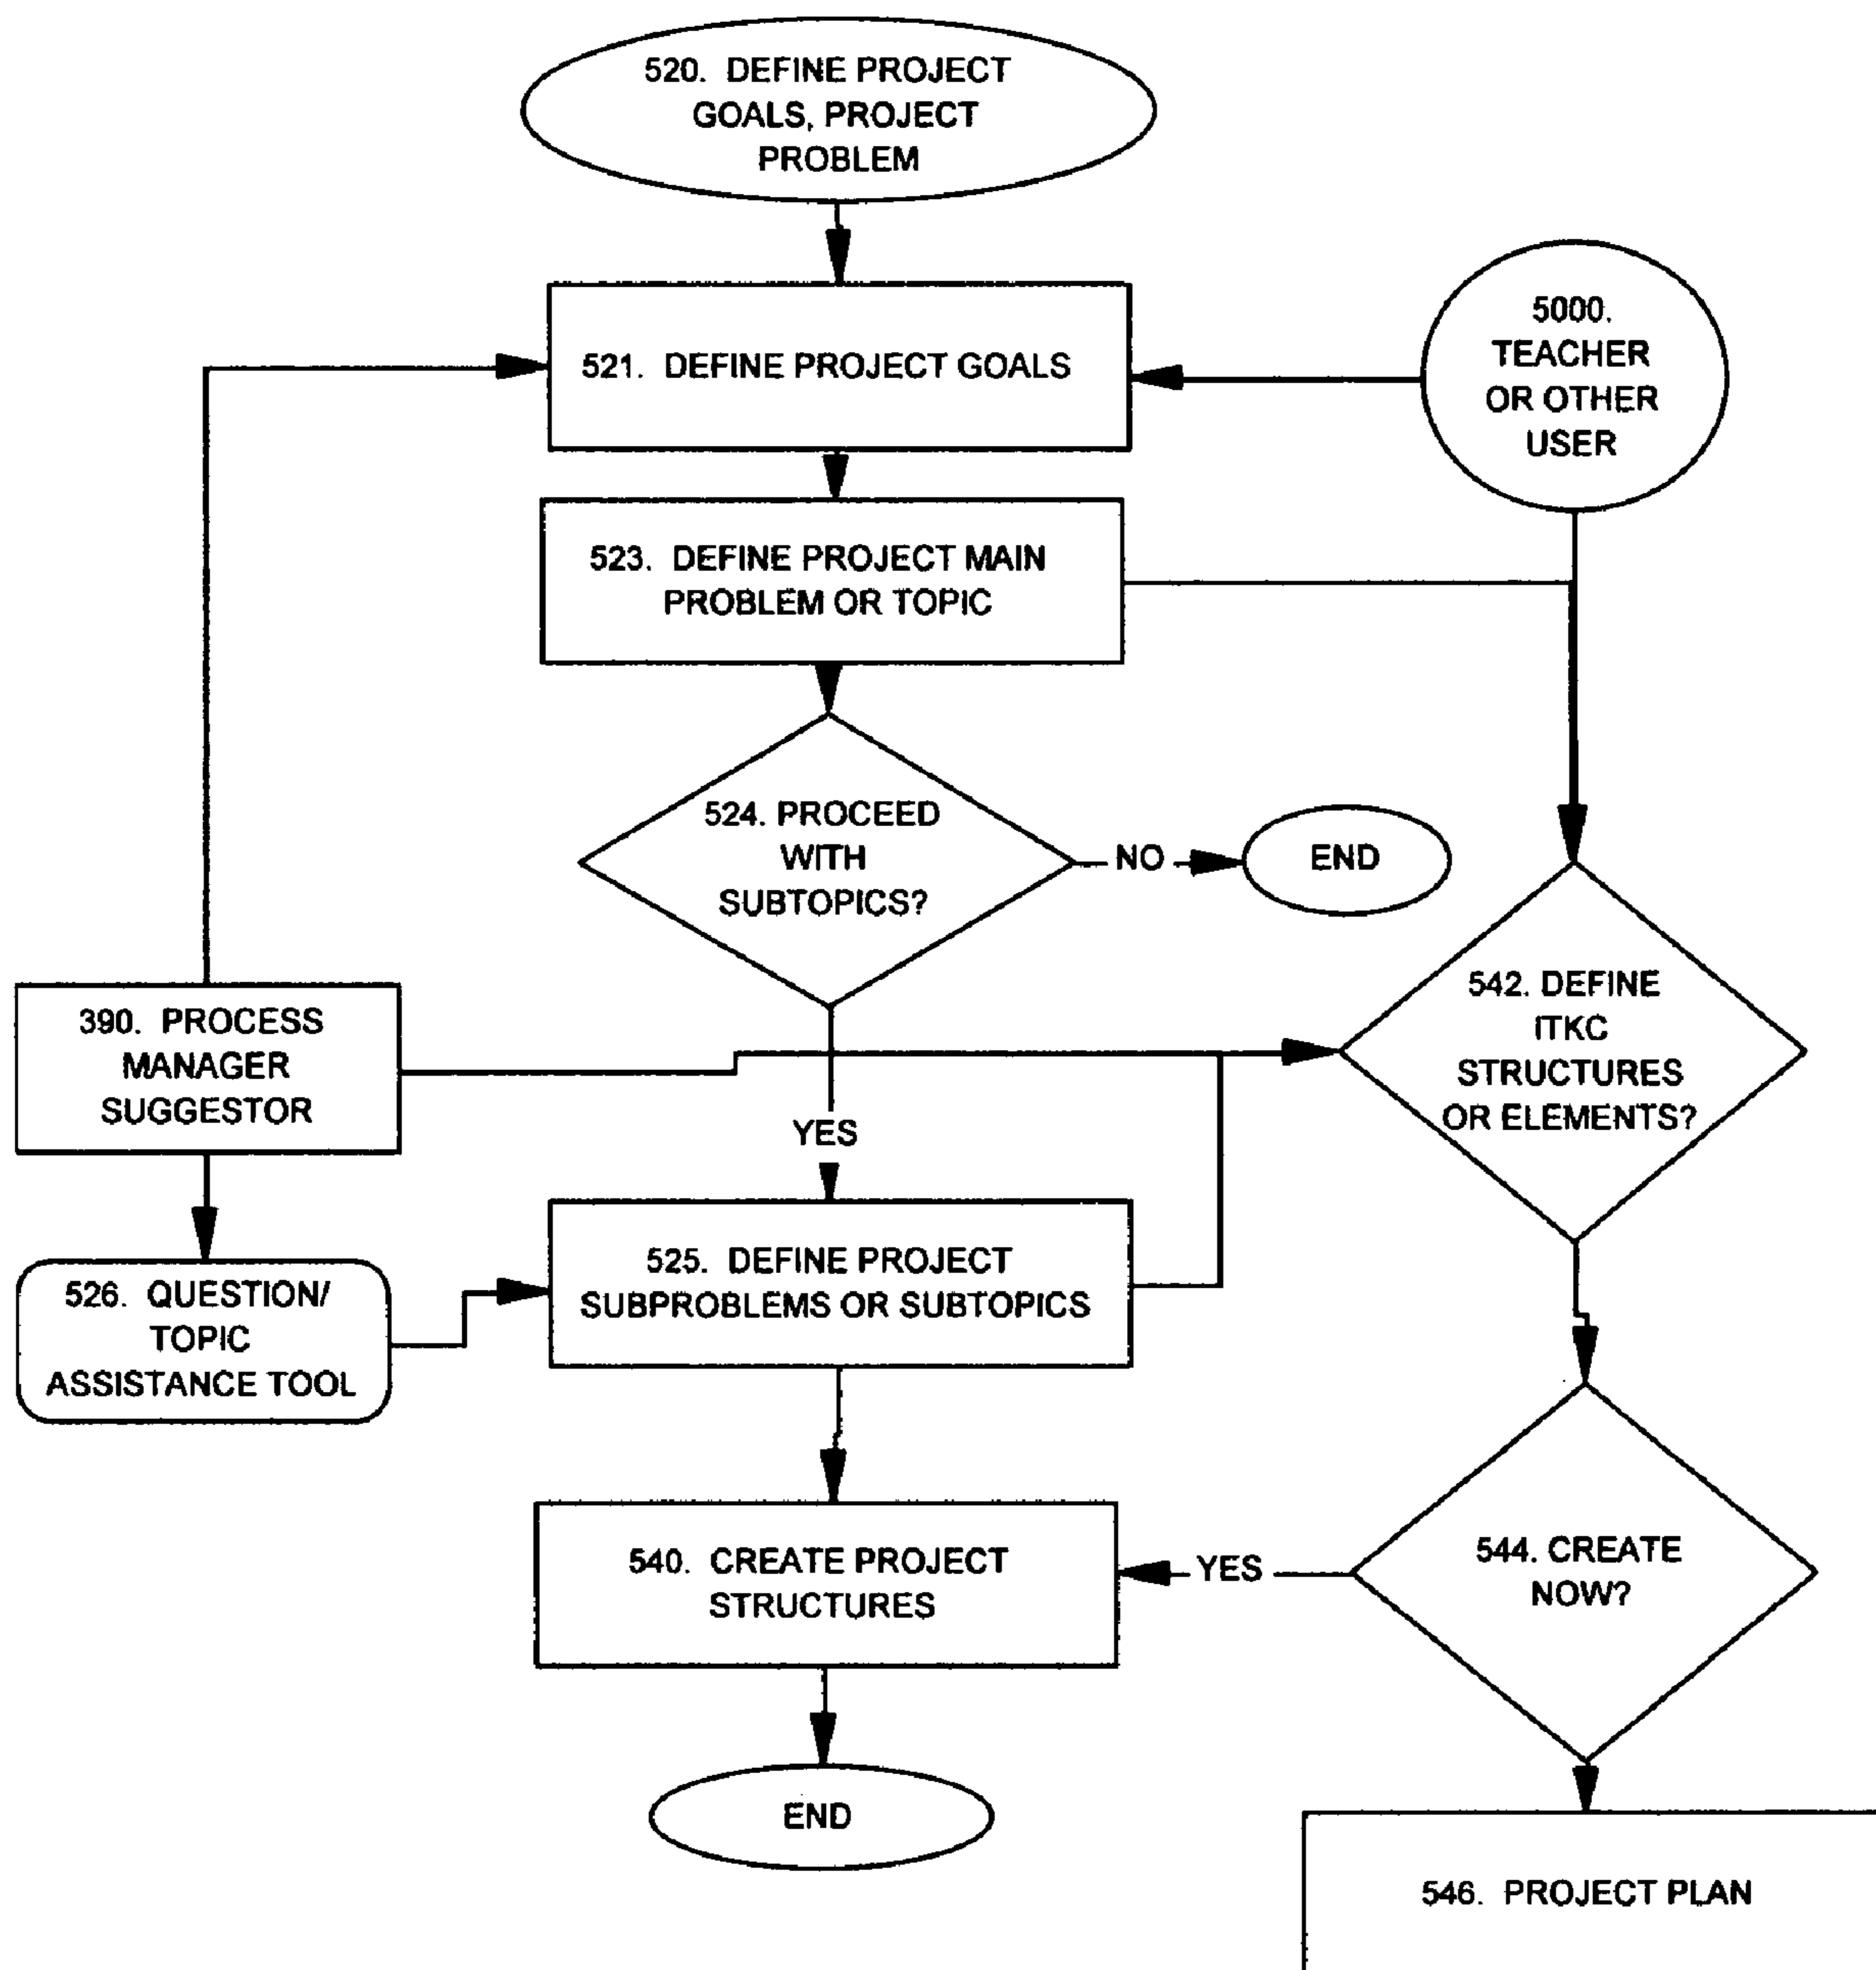 520. DEFINE PROJECT
GOALS, PROJECT
PROBLEM
521. DEFINE PROJECT GOALS
5000.
TEACHER
OR OTHER
USER
523. DEFINE PROJECT MAIN
PROBLEM OR TOPIC
524. PROCEED
WITH
SUBTOPICS?
NO
END
542. DEFINE
ITKC
STRUCTURES
OR ELEMENTS?
390. PROCESS
MANAGER
SUGGESTOR
YES
526. QUESTION/
TOPIC
ASSISTANCE TOOL
525. DEFINE PROJECT
SUBPROBLEMS OR SUBTOPICS
540. CREATE PROJECT
STRUCTURES
YES
544. CREATE
NOW?
END
546. PROJECT PLAN